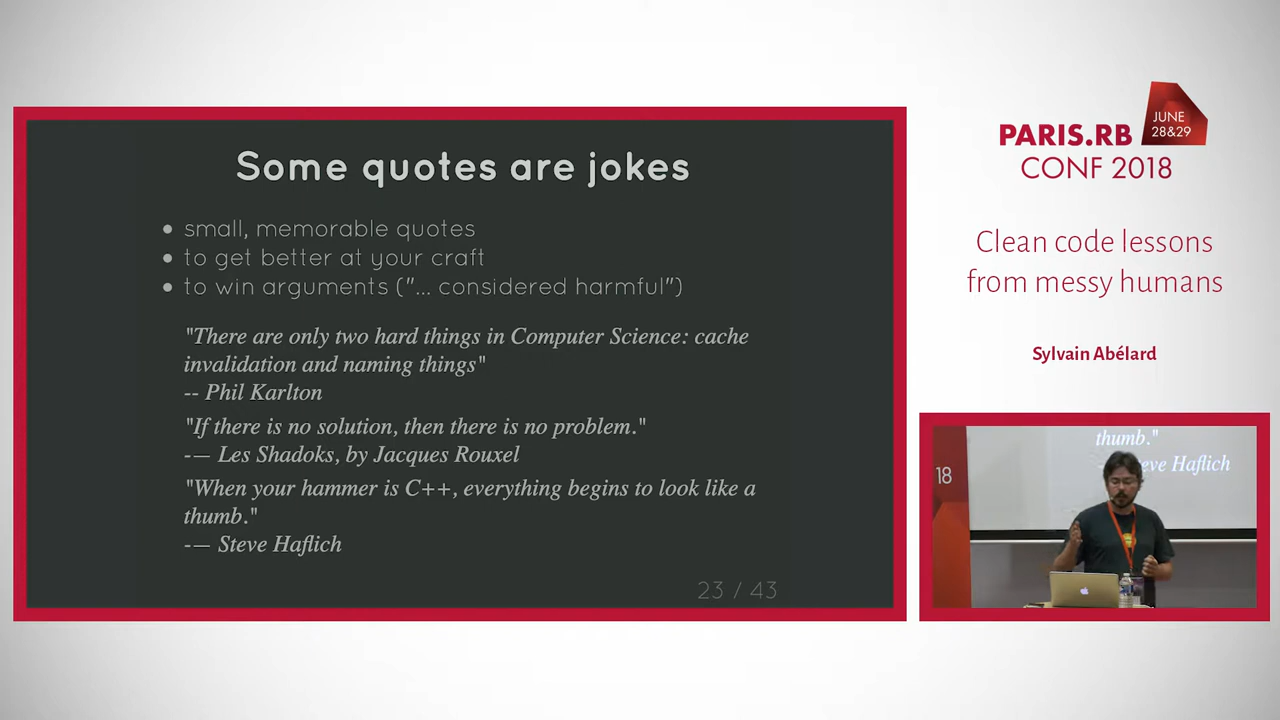 Some quotes are jokes
• small, memorable quotes
• to get better at your craft
• to win arguments ("... considered harmful")
"There are only two hard things in Computer Science: cache
invalidation and naming things"
-- Phil Karlton
"If there is no solution, then there is no problem."
-— Les Shadoks, by Jacques Rouxel
"When your hammer is C++, everything begins to look like a
thumb."
-— Steve Haflich
23 / 43
PARIS.RB
JUNE
28&29
CONF 2018
Clean code lessons
from messy humans
Sylvain Abélard
thumb."
eve Haflich
18